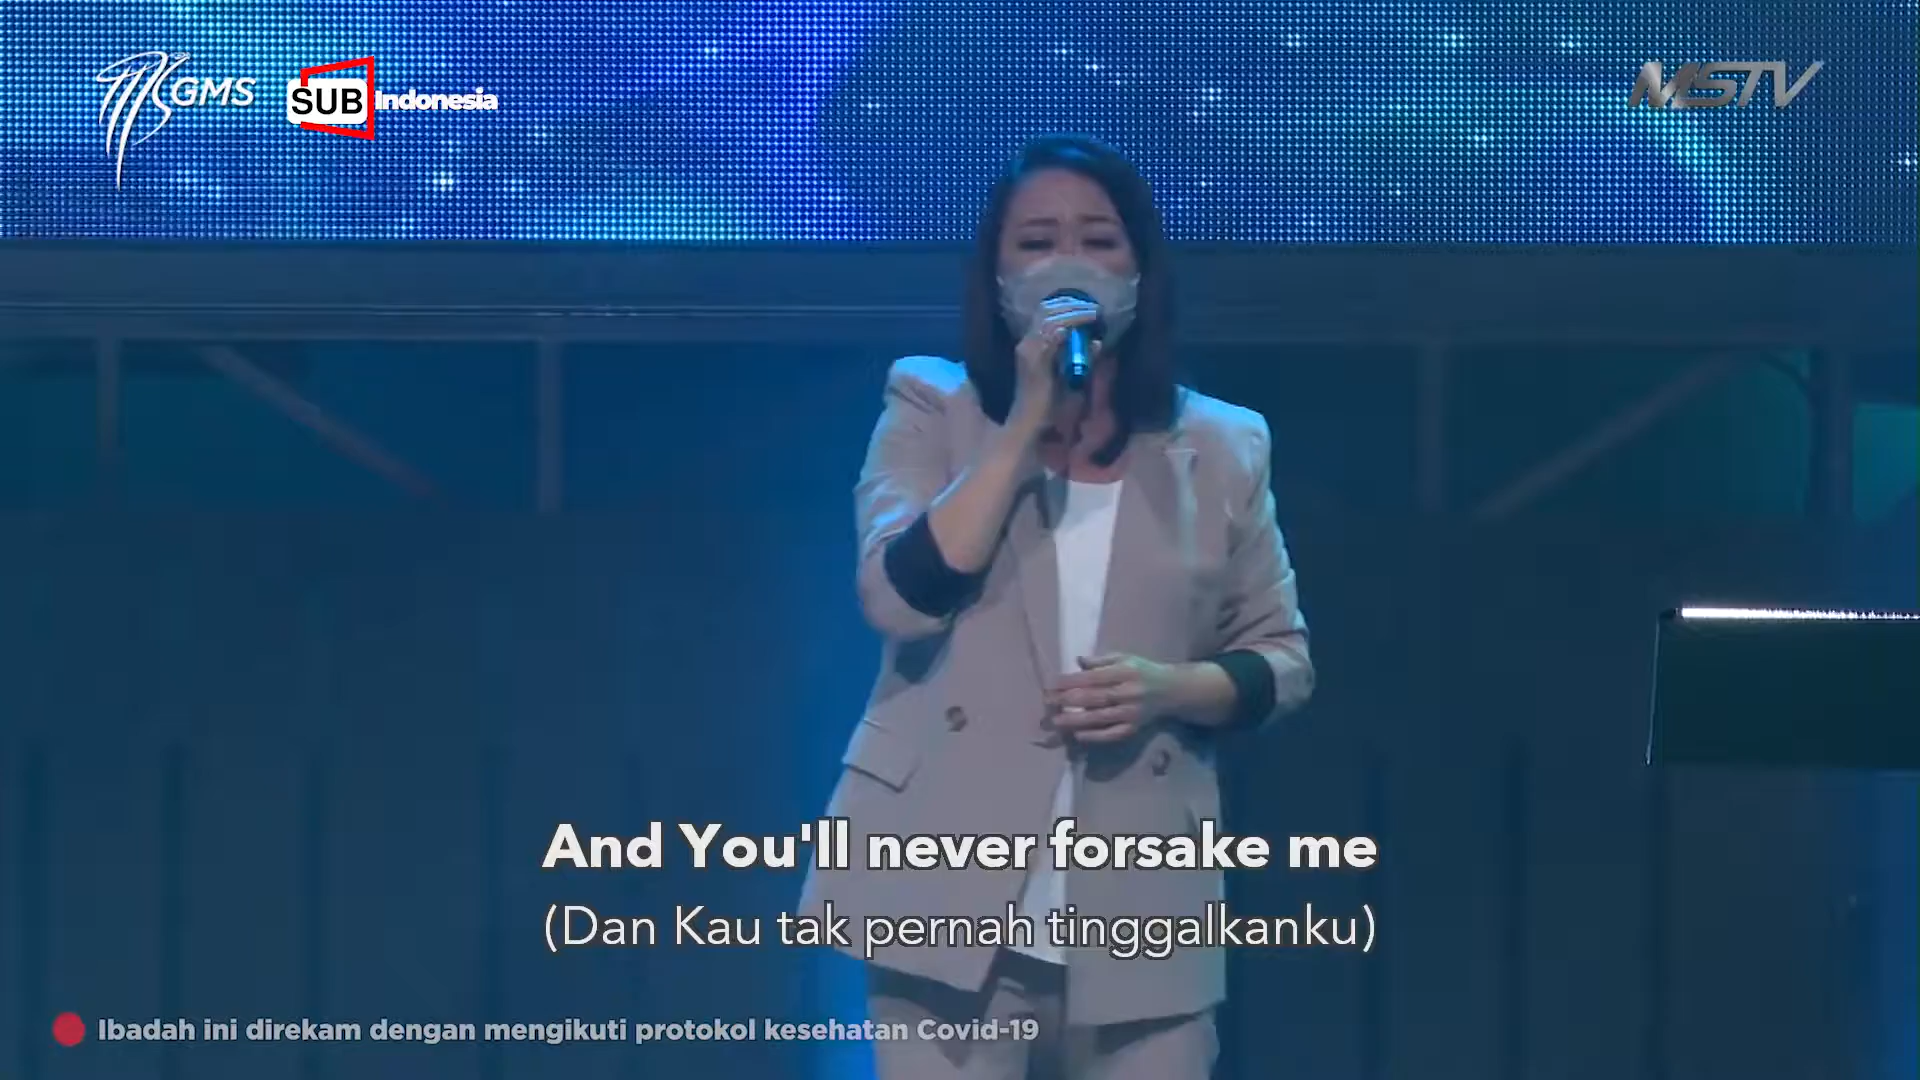 GMS
SUB Indonesia
MSTV
And You'll never forsake me
(Dan Kau tak pernah tinggalkanku)
Ibadah ini direkam dengan mengikuti protokol kesehatan Covid-19